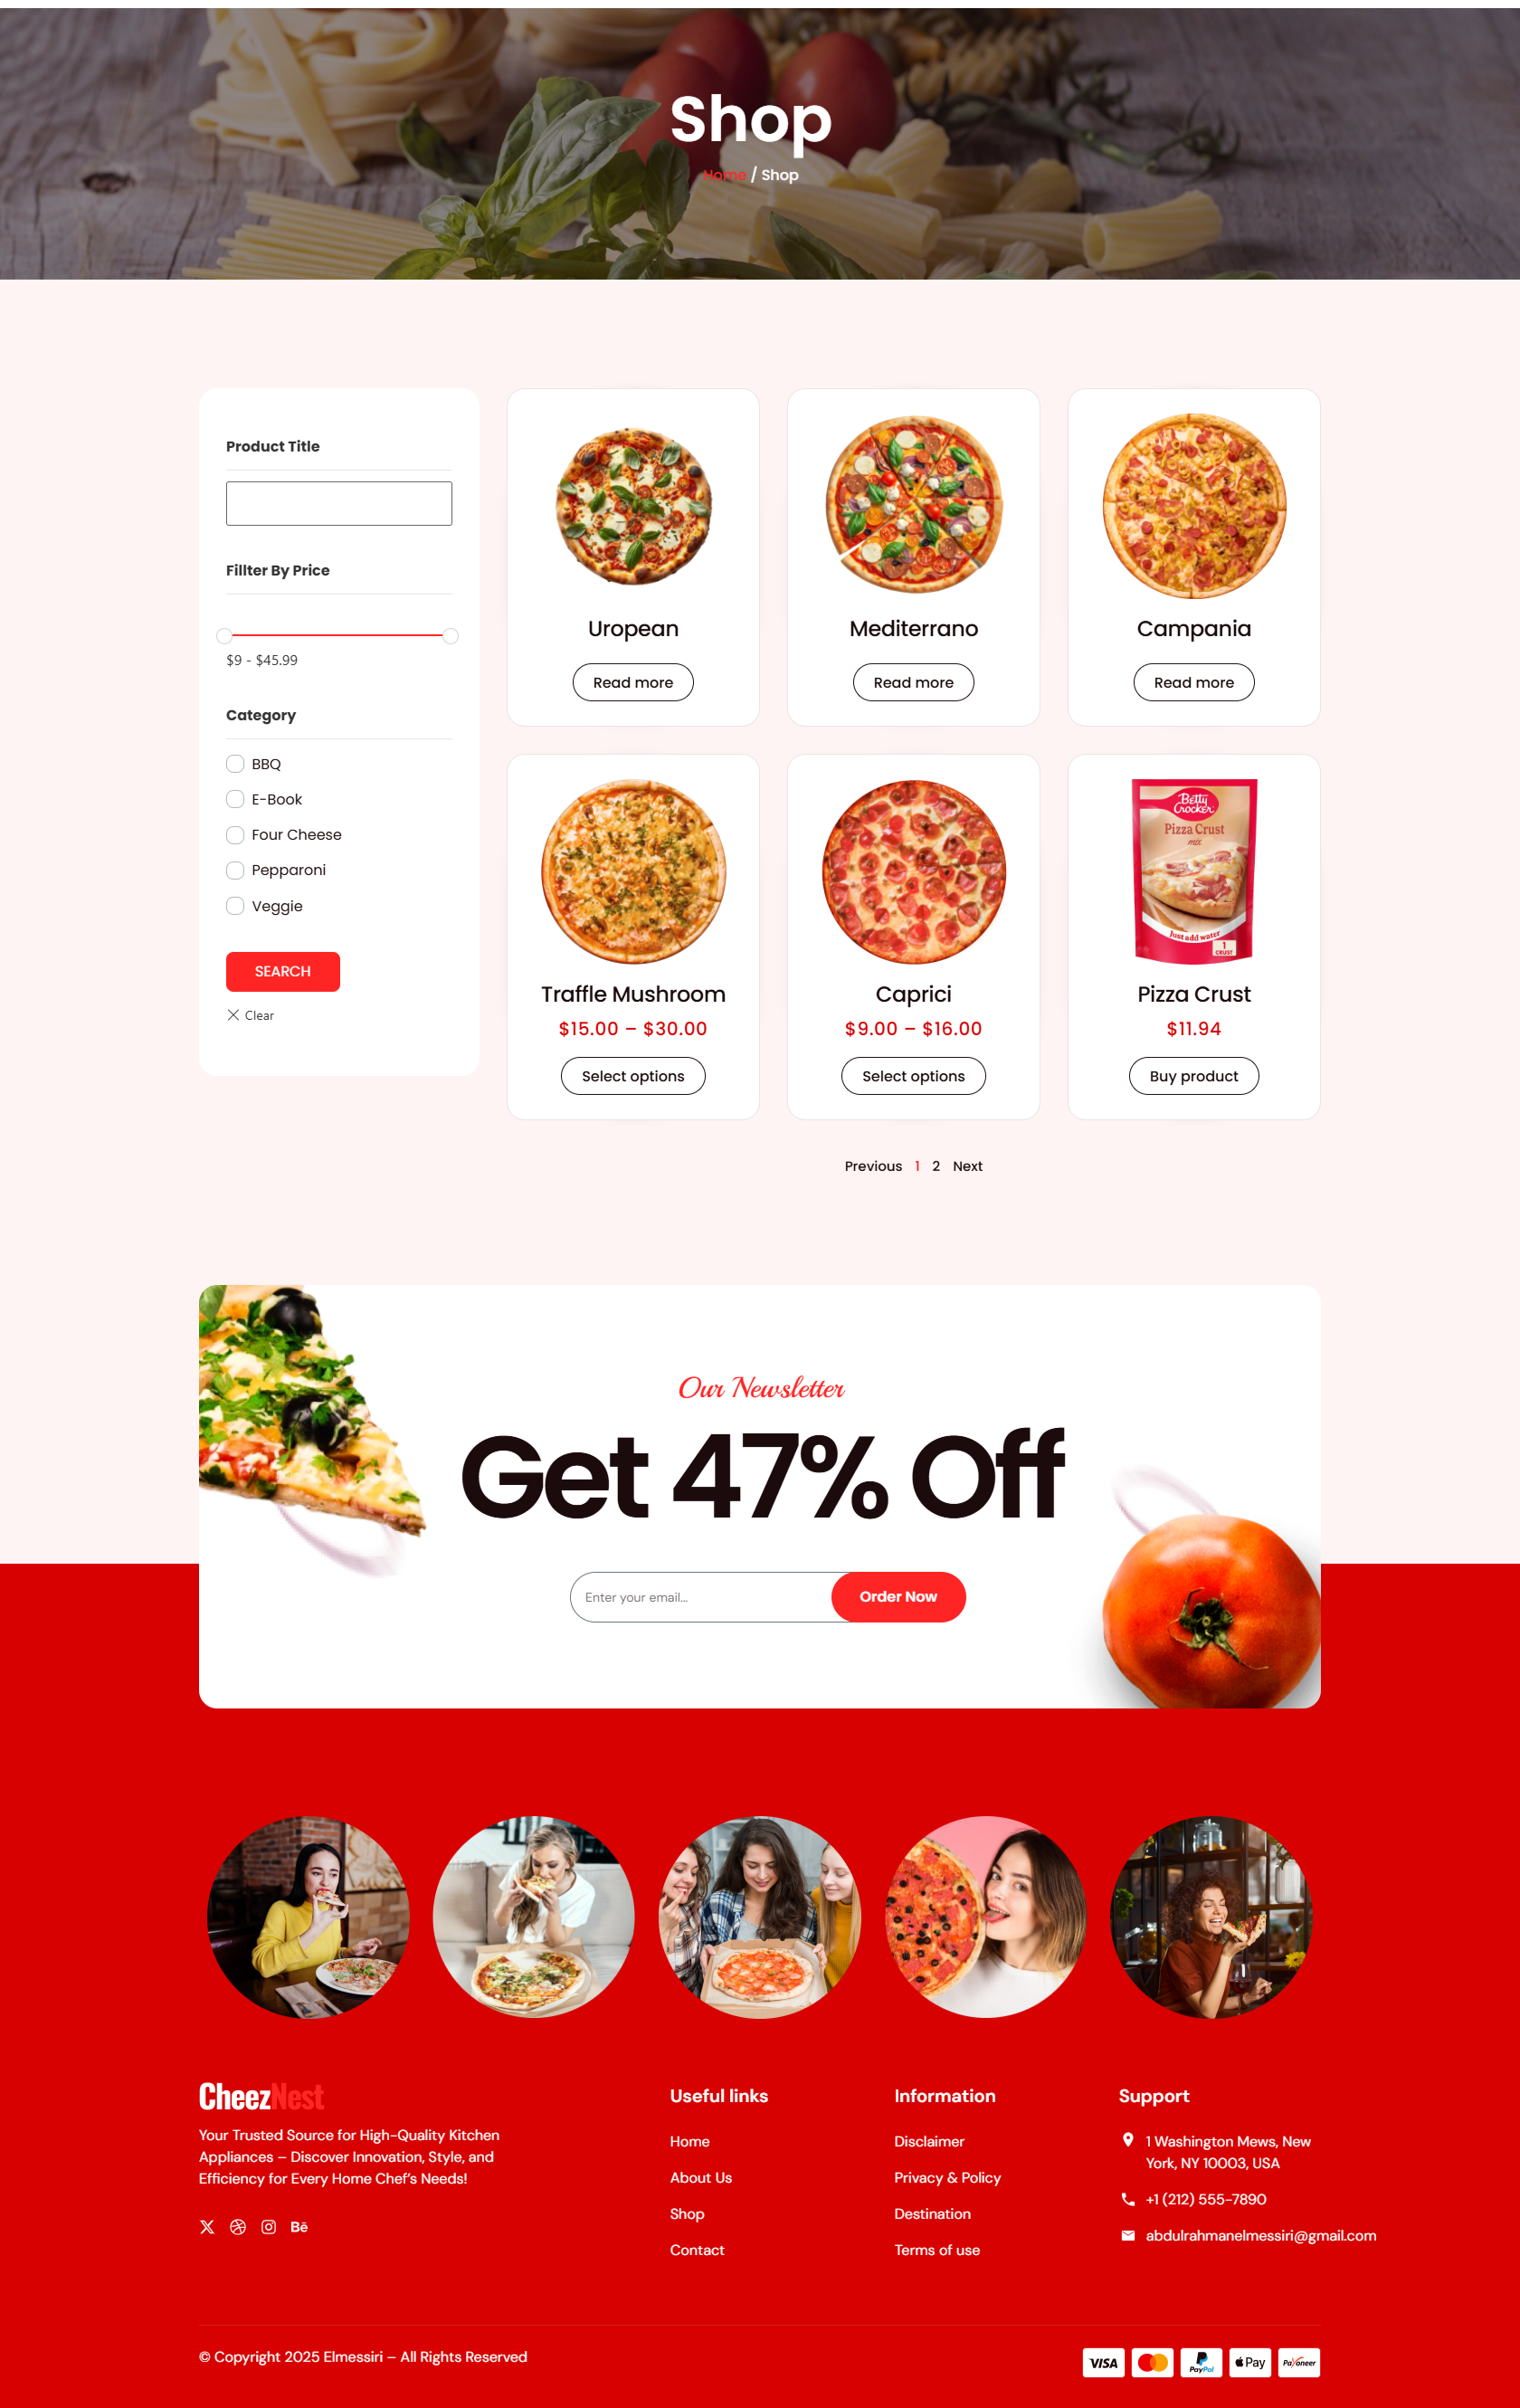 Shop
Home / Shop
Product Title
Fillter By Price
$9 - $45.99
Category
BBQ
E-Book
Four Cheese
Pepparoni
Veggie
SEARCH
Clear
Uropean
Read more
Mediterrano
Read more
Campania
Read more
Traffle Mushroom
$15.00 – $30.00
Select options
Caprici
$9.00 – $16.00
Select options
Betty
Crocker
Pizza Crust
mix
Just add water
1
CRUST
Pizza Crust
$11.94
Buy product
Previous 1 2 Next
Our Newsletter
Get 47% Off
Enter your email...
Order Now
CheezNest
Your Trusted Source for High-Quality Kitchen
Appliances – Discover Innovation, Style, and
Efficiency for Every Home Chef’s Needs!
Bē
Useful links
Home
About Us
Shop
Contact
Information
Disclaimer
Privacy & Policy
Destination
Terms of use
Support
1 Washington Mews, New
York, NY 10003, USA
+1 (212) 555-7890
abdulrahmanelmessiri@gmail.com
© Copyright 2025 Elmessiri – All Rights Reserved
VISA
PayPal
Pay
Payoneer